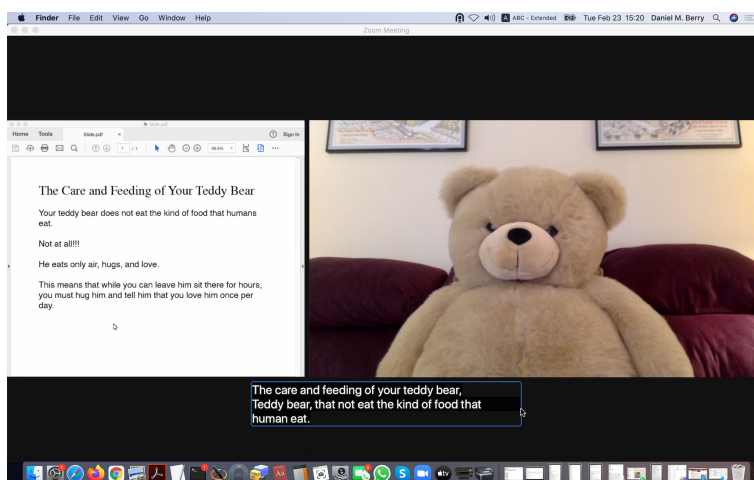 Finder File Edit View Go Window Help
ABC - Extended Tue Feb 23 15:20 Daniel M. Berry
Zoom Meeting
Slide.pdf
Home Tools Slide.pdf × Sign In
1 / 1
The Care and Feeding of Your Teddy Bear
Your teddy bear does not eat the kind of food that humans
eat.
Not at all!!!
He eats only air, hugs, and love.
This means that while you can leave him sit there for hours,
you must hug him and tell him that you love him once per
day.
The care and feeding of your teddy bear,
Teddy bear, that not eat the kind of food that
human eat.